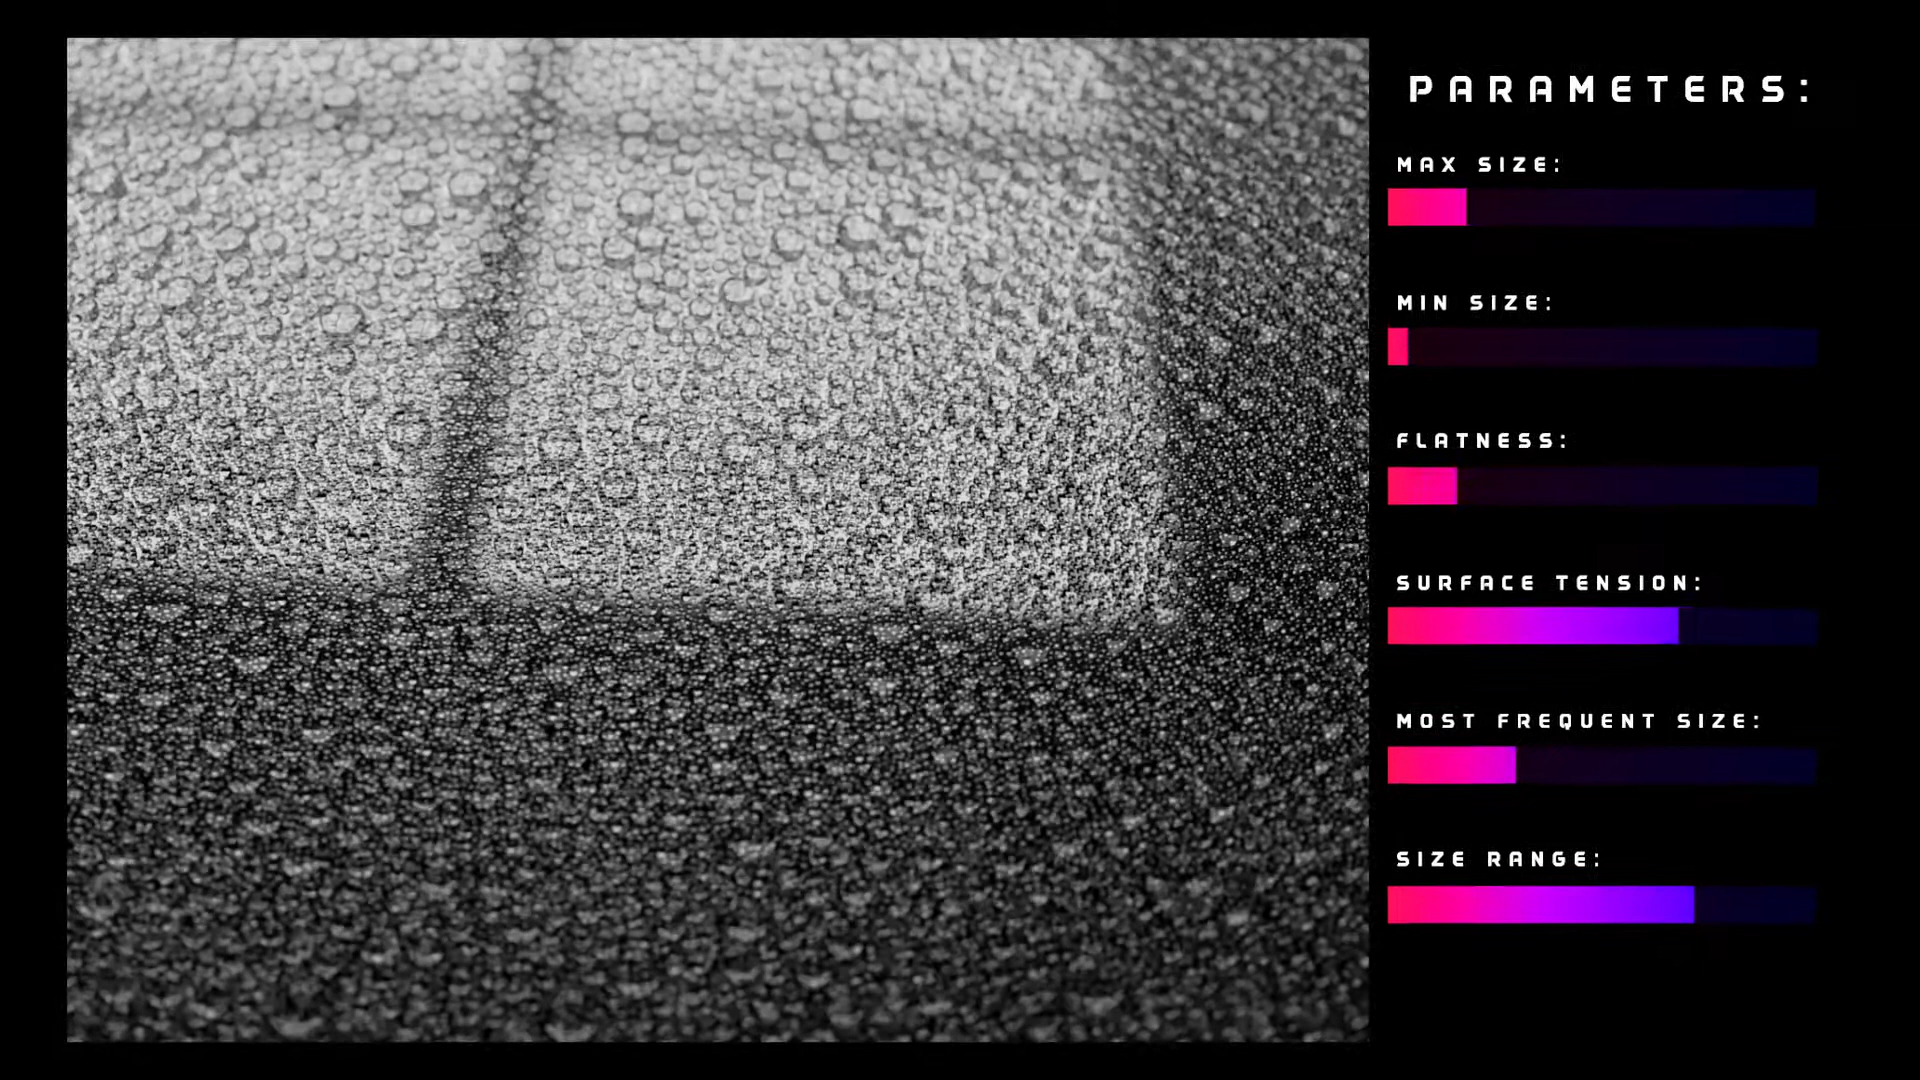 PARAMETERS:
MAX SIZE:
MIN SIZE:
FLATNESS:
SURFACE TENSION:
MOST FREQUENT SIZE:
SIZE RANGE: